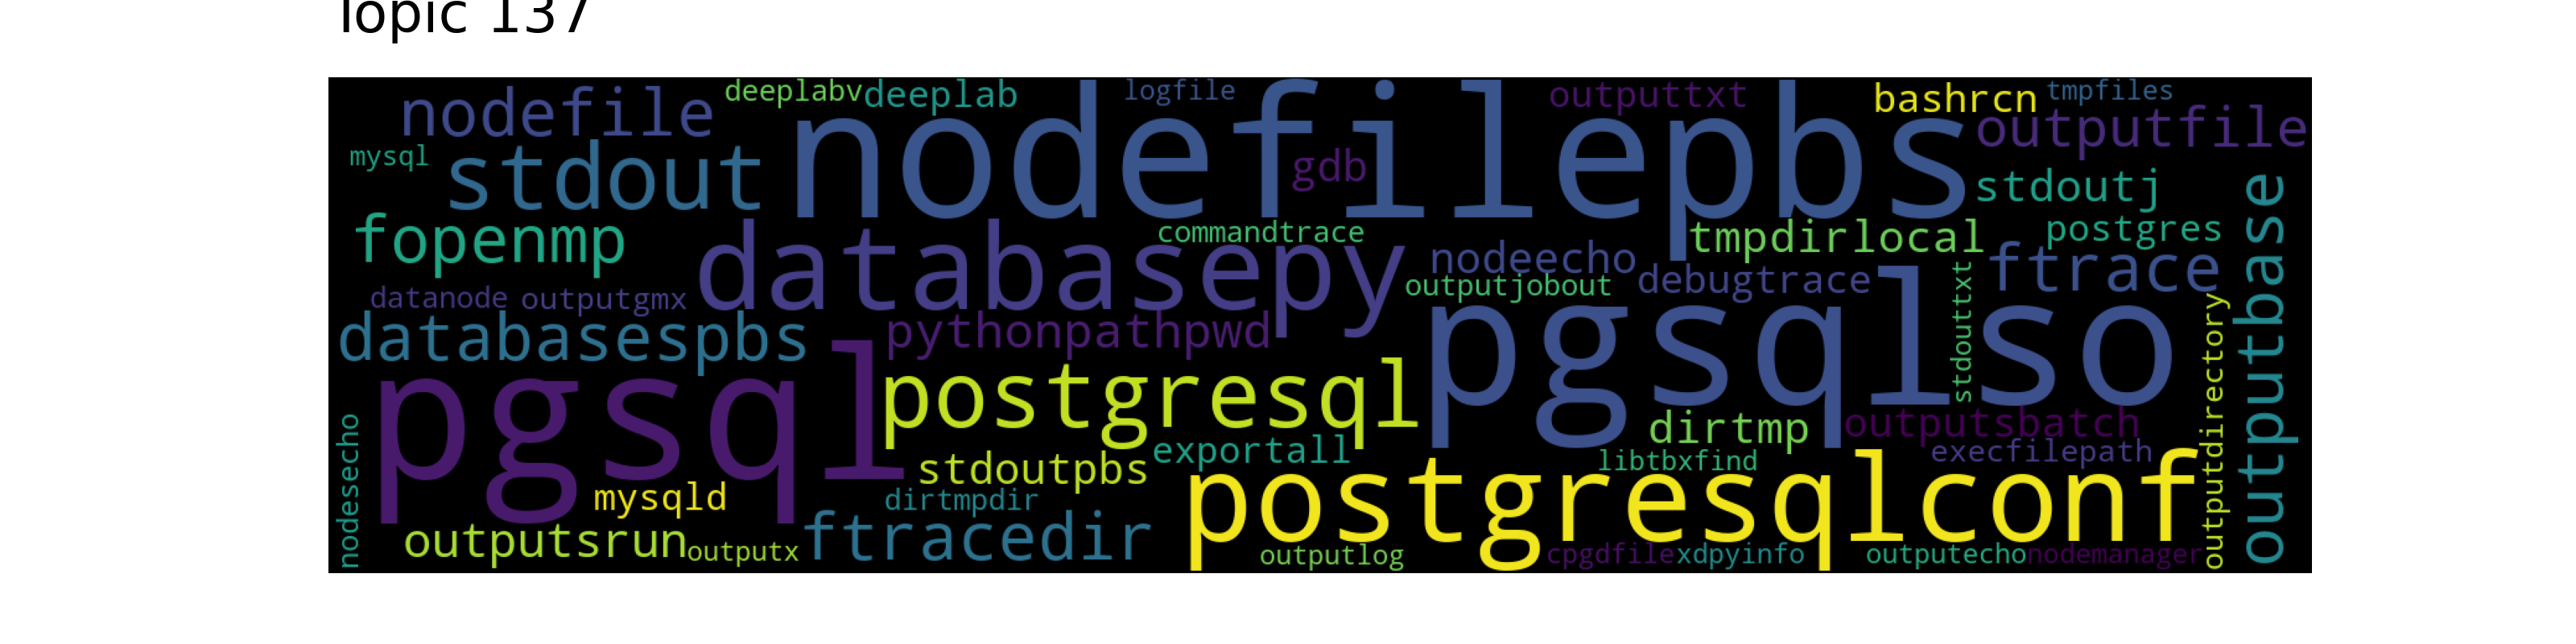 Topic 137
nodefile
deeplabv
deeplab
logfile
outputtxt
bashrcn
tmpfiles
outputfile
mysql
stdout
nodefilepbs
gdb
stdoutj
fopenmp
databasepy
commandtrace
nodeecho
tmpdirlocal
postgres
outputbase
datanode
outputgmx
outputjobout
debugtrace
ftrace
databasespbs
pythonpathpwd
pgsqlso
stdouttxt
outputdirectory
pgsql
postgresql
dirtmp
outputsbatch
nodesecho
exportall
libtbxfind
execfilepath
stdoutpbs
mysqld
dirtmpdir
postgresqlconf
outputsrun
outputx
ftracedir
outputlog
cpgdfile
xdpyinfo
outputecho
nodemanager